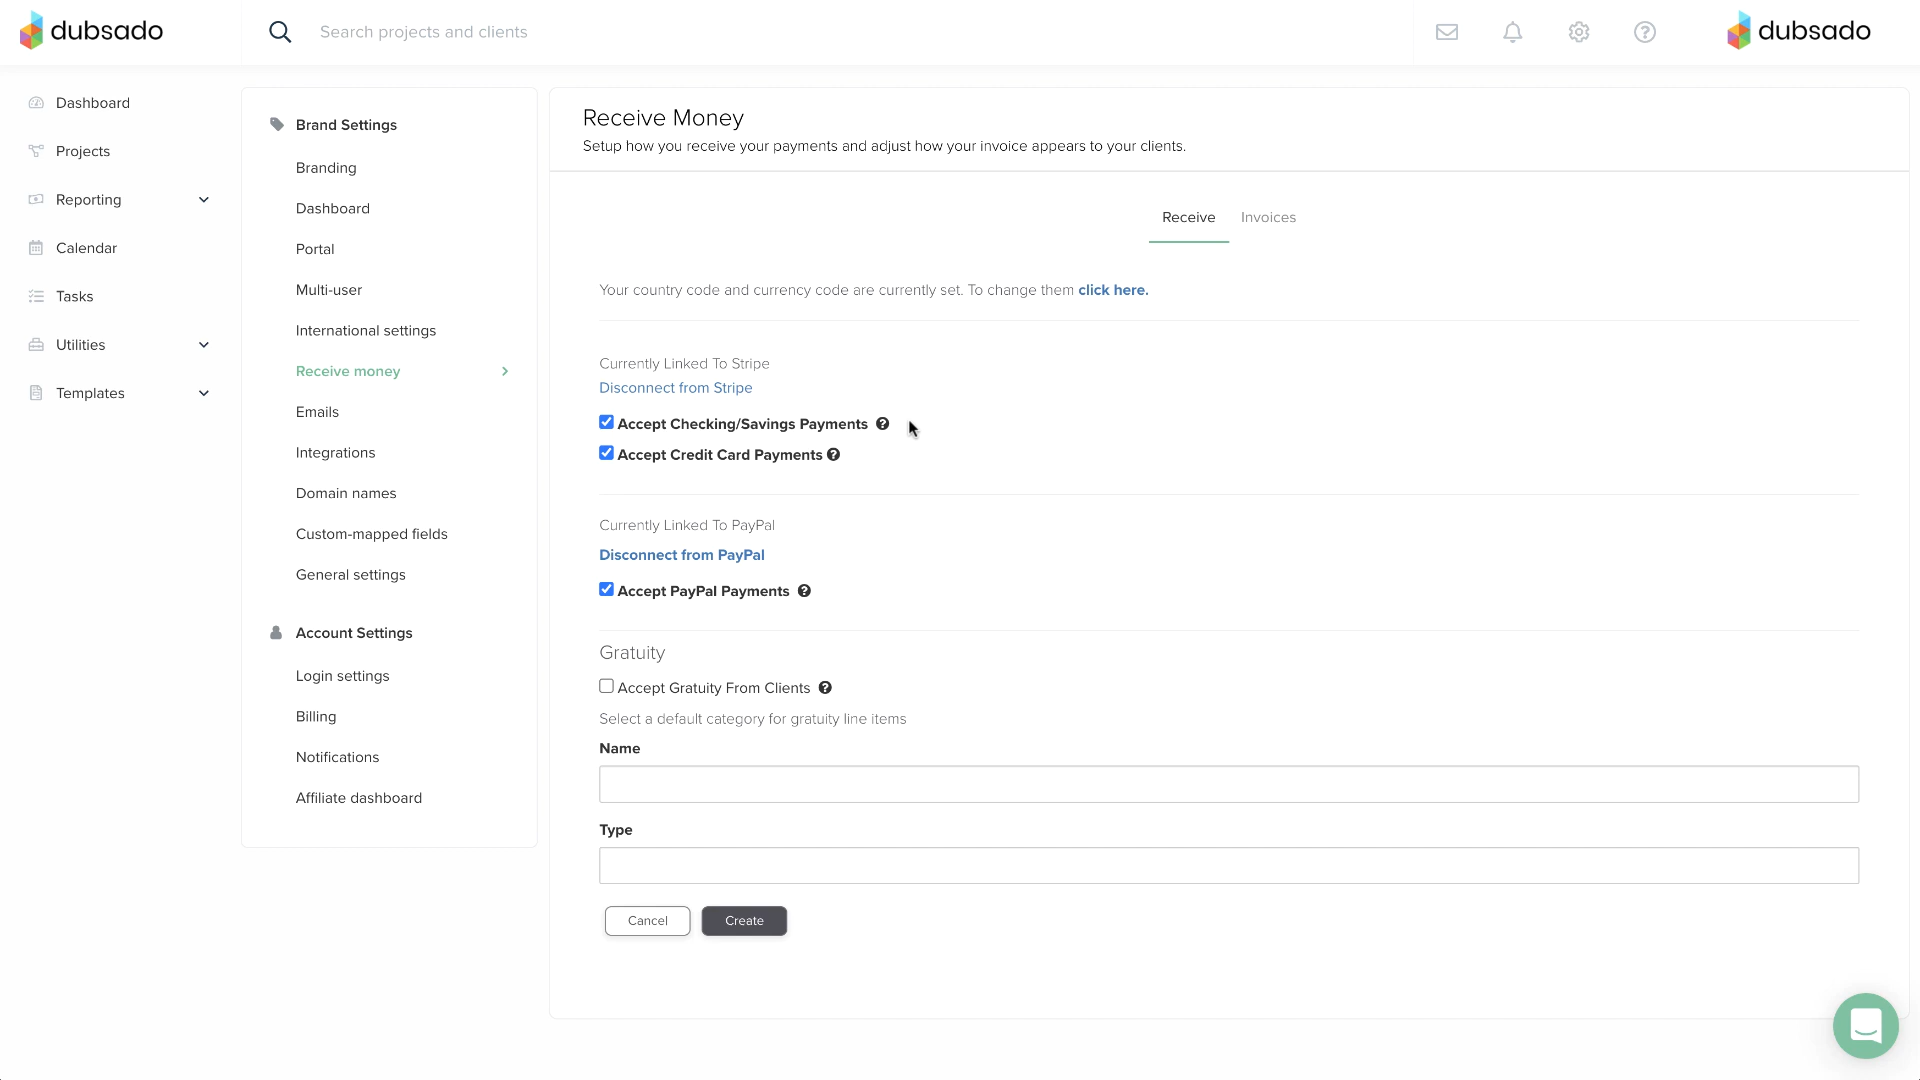 dubsado
Search projects and clients
dubsado
Dashboard
Projects
Reporting
Calendar
Tasks
Utilities
Templates
Brand Settings
Branding
Dashboard
Portal
Multi-user
International settings
Receive money
Emails
Integrations
Domain names
Custom-mapped fields
General settings
Account Settings
Login settings
Billing
Notifications
Affiliate dashboard
Receive Money
Setup how you receive your payments and adjust how your invoice appears to your clients.
Receive Invoices
Your country code and currency code are currently set. To change them click here.
Currently Linked To Stripe
Disconnect from Stripe
Accept Checking/Savings Payments
Accept Credit Card Payments
Currently Linked To PayPal
Disconnect from PayPal
Accept PayPal Payments
Gratuity
Accept Gratuity From Clients
Select a default category for gratuity line items
Name
Type
Cancel Create